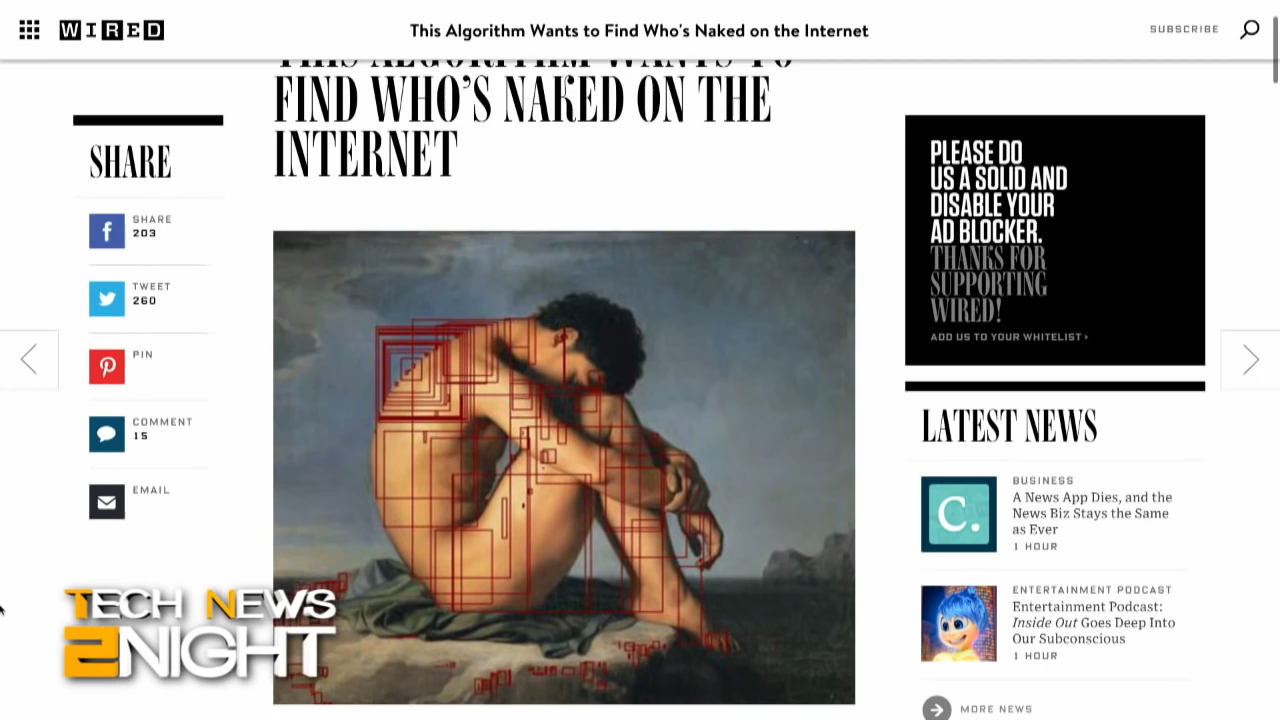 WIRED
This Algorithm Wants to Find Who's Naked on the Internet
SUBSCRIBE
THIS ALGORITHM WANTS TO
FIND WHO'S NAKED ON THE
INTERNET
SHARE
SHARE
203
TWEET
260
PIN
COMMENT
15
EMAIL
PLEASE DO
US A SOLID AND
DISABLE YOUR
AD BLOCKER.
THANKS FOR
SUPPORTING
WIRED!
ADD US TO YOUR WHITELIST ›
LATEST NEWS
C.
BUSINESS
A News App Dies, and the
News Biz Stays the Same
as Ever
1 HOUR
ENTERTAINMENT PODCAST
Entertainment Podcast:
Inside Out Goes Deep Into
Our Subconscious
1 HOUR
MORE NEWS
TECH NEWS
2NIGHT